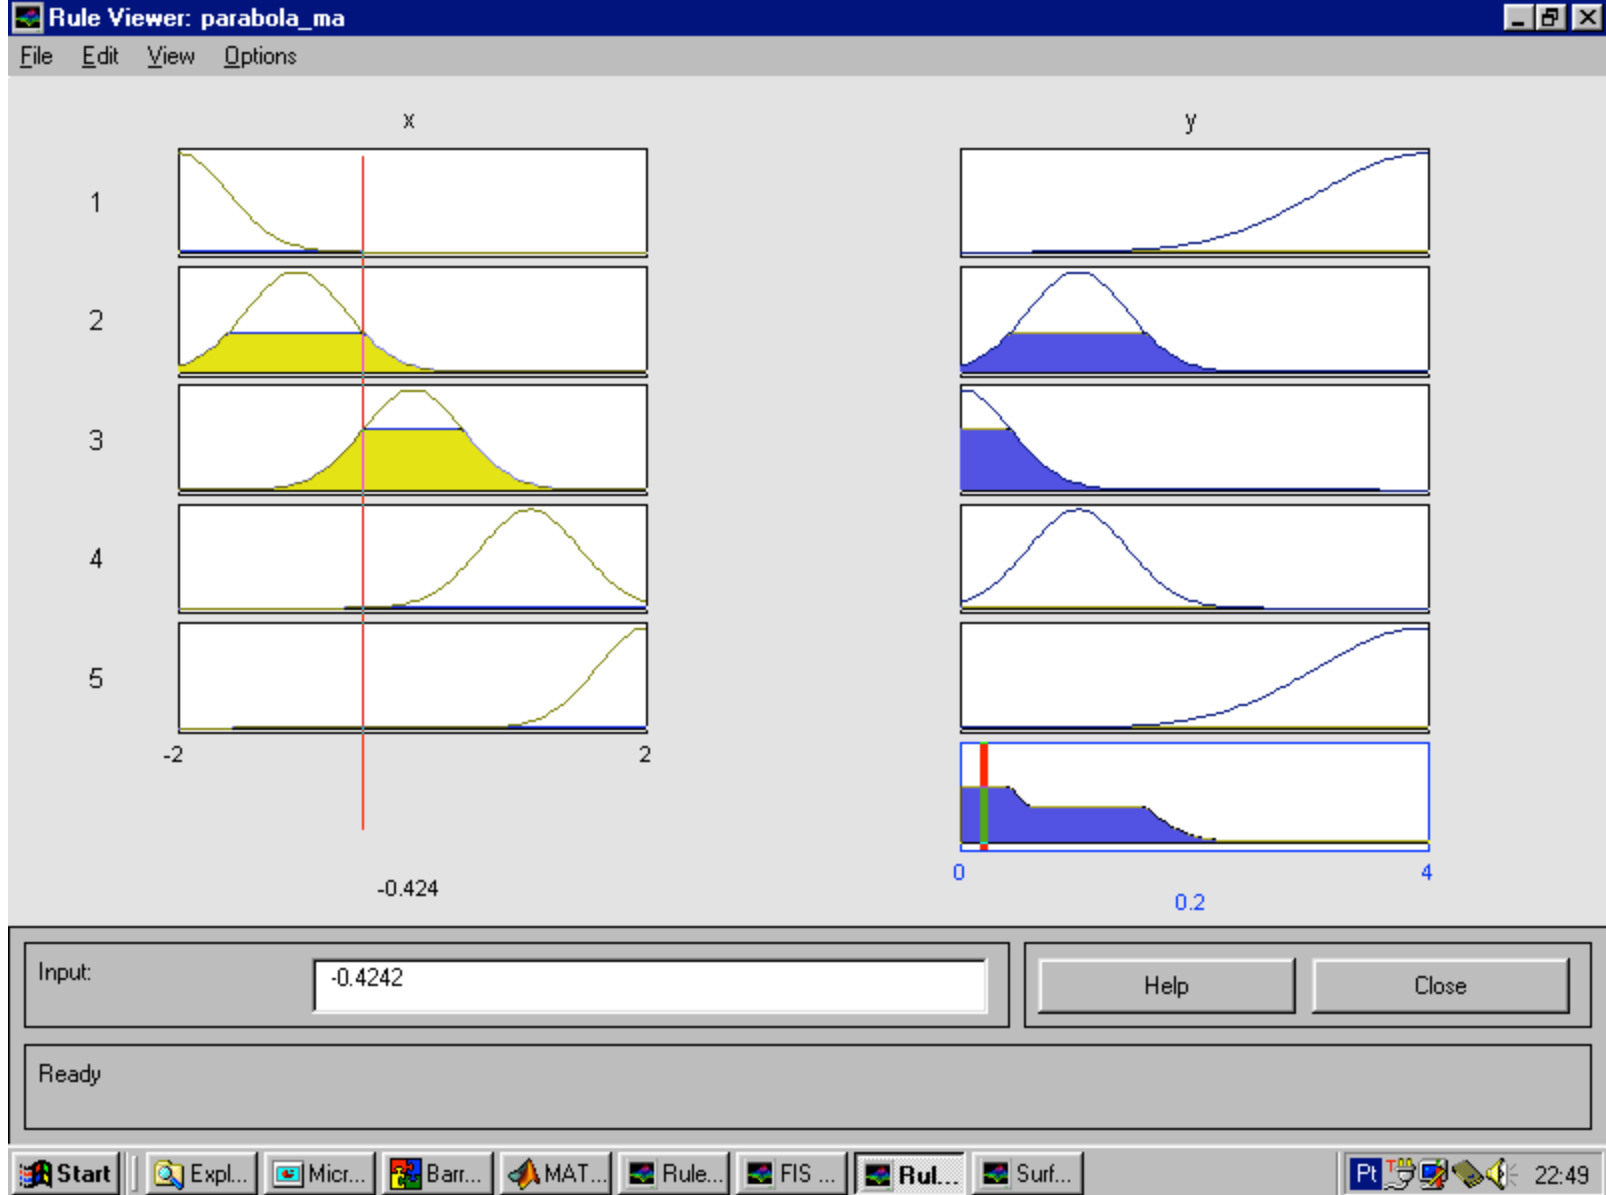 Rule Viewer: parabola_ma
File Edit View Options
x y
1
2
3
4
5
-2 2
0 4
-0.424 0.2
Input: -0.4242 Help Close
Ready
Start Expl... Micr... Barr... MAT... Rule... FIS ... Rul... Surf... Pt 22:49